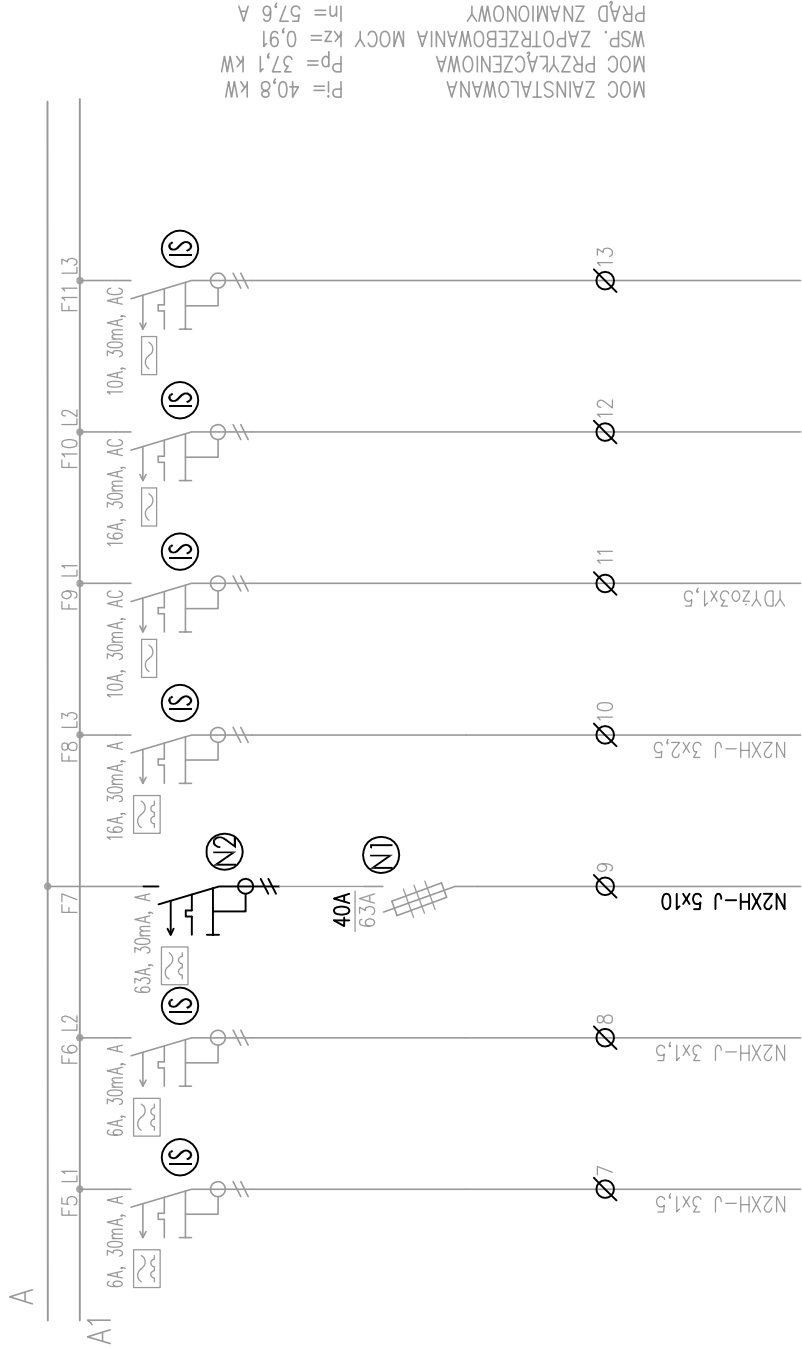 MOC ZAINSTALOWANA Pi= 40,8 kW
MOC PRZYŁĄCZENIOWA Pp= 37,1 kW
WSP. ZAPOTRZEBOWANIA MOCY kz= 0,91
PRĄD ZNAMIONOWY In= 57,6 A
A
A1
F5 L1
6A, 30mA, A
IS
7
N2XH-J 3x1,5
F6 L2
6A, 30mA, A
IS
8
N2XH-J 3x1,5
F7
63A, 30mA, A
N2
40A
63A
N1
9
N2XH-J 5x10
F8 L3
16A, 30mA, A
IS
10
N2XH-J 3x2,5
F9 L1
10A, 30mA, AC
IS
11
YDYżo3x1,5
F10 L2
16A, 30mA, AC
IS
12
F11 L3
10A, 30mA, AC
IS
13